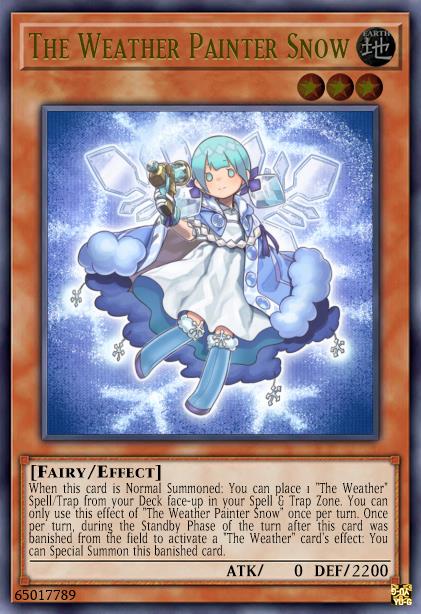 THE WEATHER PAINTER SNOW
EARTH
地
[FAIRY/EFFECT]
When this card is Normal Summoned: You can place 1 "The Weather"
Spell/Trap from your Deck face-up in your Spell & Trap Zone. You can
only use this effect of "The Weather Painter Snow" once per turn. Once
per turn, during the Standby Phase of the turn after this card was
banished from the field to activate a "The Weather" card's effect: You
can Special Summon this banished card.
ATK/ 0 DEF/2200
65017789